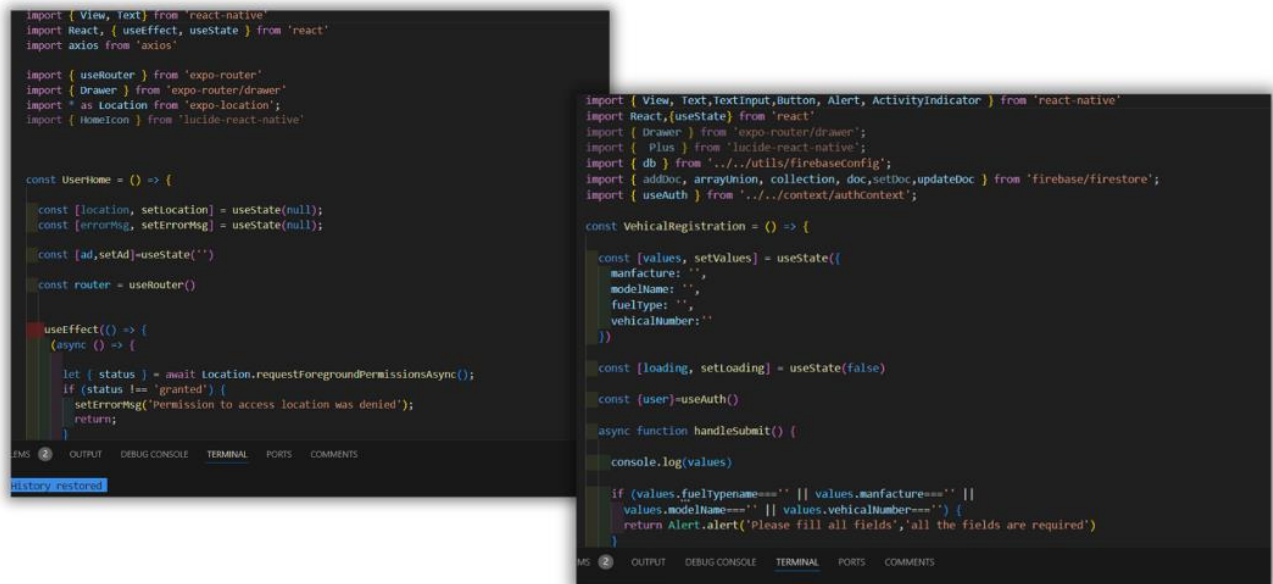 import { View, Text} from 'react-native'
import React, { useEffect, useState } from 'react'
import axios from 'axios'
import { useRouter } from 'expo-router'
import { Drawer } from 'expo-router/drawer'
import * as Location from 'expo-location';
import { HomeIcon } from 'lucide-react-native'
const UserHome = () => {
const [location, setLocation] = useState(null);
const [errorMsg, setErrorMsg] = useState(null);
const [ad,setAd]=useState('')
const router = useRouter()
useEffect(() => {
(async () => {
let { status } = await Location.requestForegroundPermissionsAsync();
if (status !== 'granted') {
setErrorMsg('Permission to access location was denied');
return;
}
LEMS 2 OUTPUT DEBUG CONSOLE TERMINAL PORTS COMMENTS
History restored
import { View, Text,TextInput,Button, Alert, ActivityIndicator } from 'react-native'
import React,{useState} from 'react'
import { Drawer } from 'expo-router/drawer';
import { Plus } from 'lucide-react-native';
import { db } from '../../utils/firebaseConfig';
import { addDoc, arrayUnion, collection, doc,setDoc,updateDoc } from 'firebase/firestore';
import { useAuth } from '../../context/authContext';
const VehicalRegistration = () => {
const [values, setValues] = useState({
manfacture: '',
modelName: '',
fuelType: '',
vehicalNumber:''
})
const [loading, setLoading] = useState(false)
const {user}=useAuth()
async function handleSubmit() {
console.log(values)
if (values.fuelTypename==='' || values.manfacture==='' ||
values.modelName==='' || values.vehicalNumber==='') {
return Alert.alert('Please fill all fields','all the fields are required')
}
MS 2 OUTPUT DEBUG CONSOLE TERMINAL PORTS COMMENTS